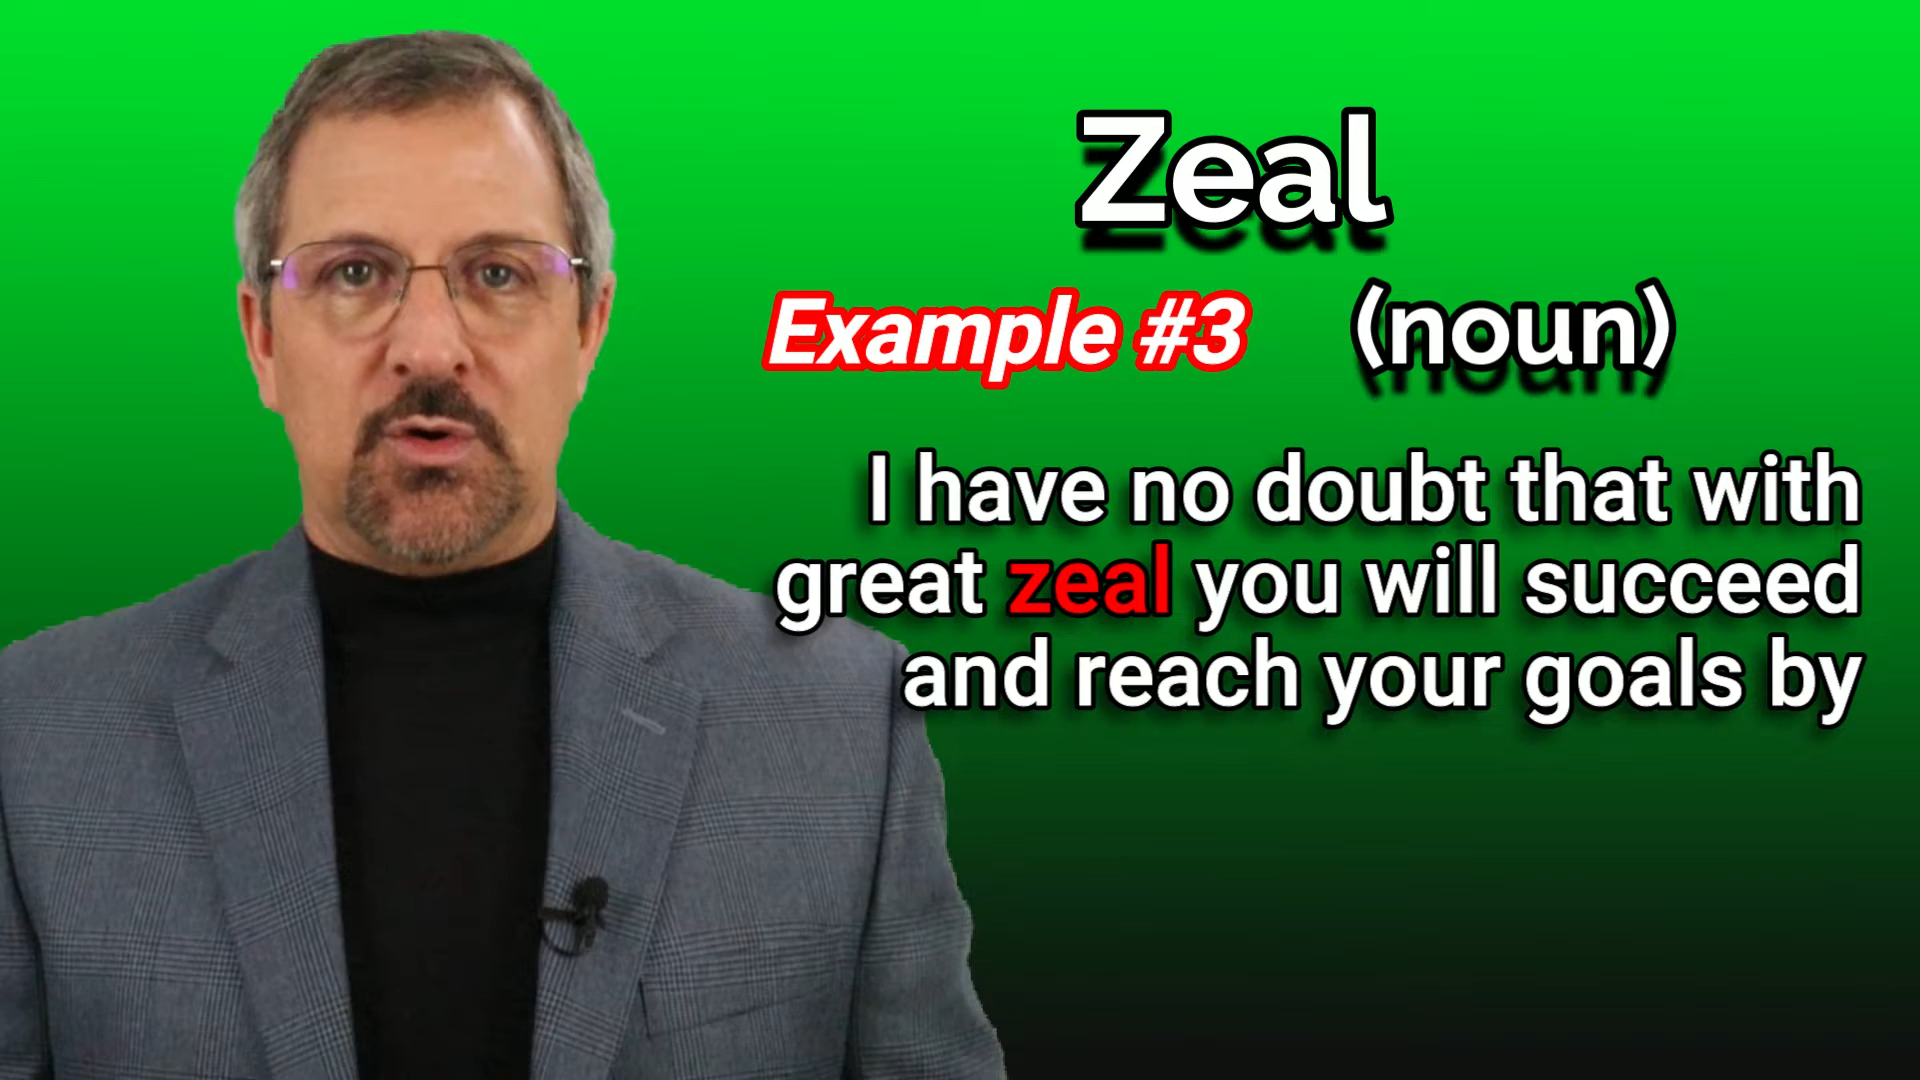 Zeal
Example #3 (noun)
I have no doubt that with
great zeal you will succeed
and reach your goals by